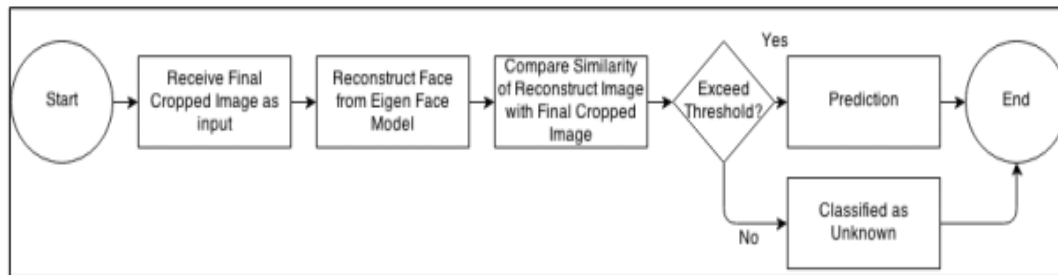 Start
Receive Final
Cropped Image as
input
Reconstruct Face
from Eigen Face
Model
Compare Similarity
of Reconstruct Image
with Final Cropped
Image
Exceed
Threshold?
Yes
Prediction
End
No
Classified as
Unknown